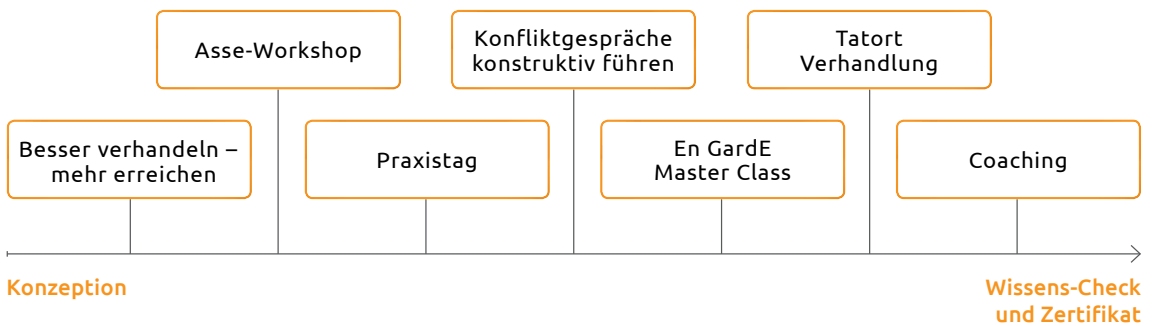 Asse-Workshop
Konfliktgespräche
konstruktiv führen
Tatort
Verhandlung
Besser verhandeln –
mehr erreichen
Praxistag
En GardE
Master Class
Coaching
Konzeption
Wissens-Check
und Zertifikat